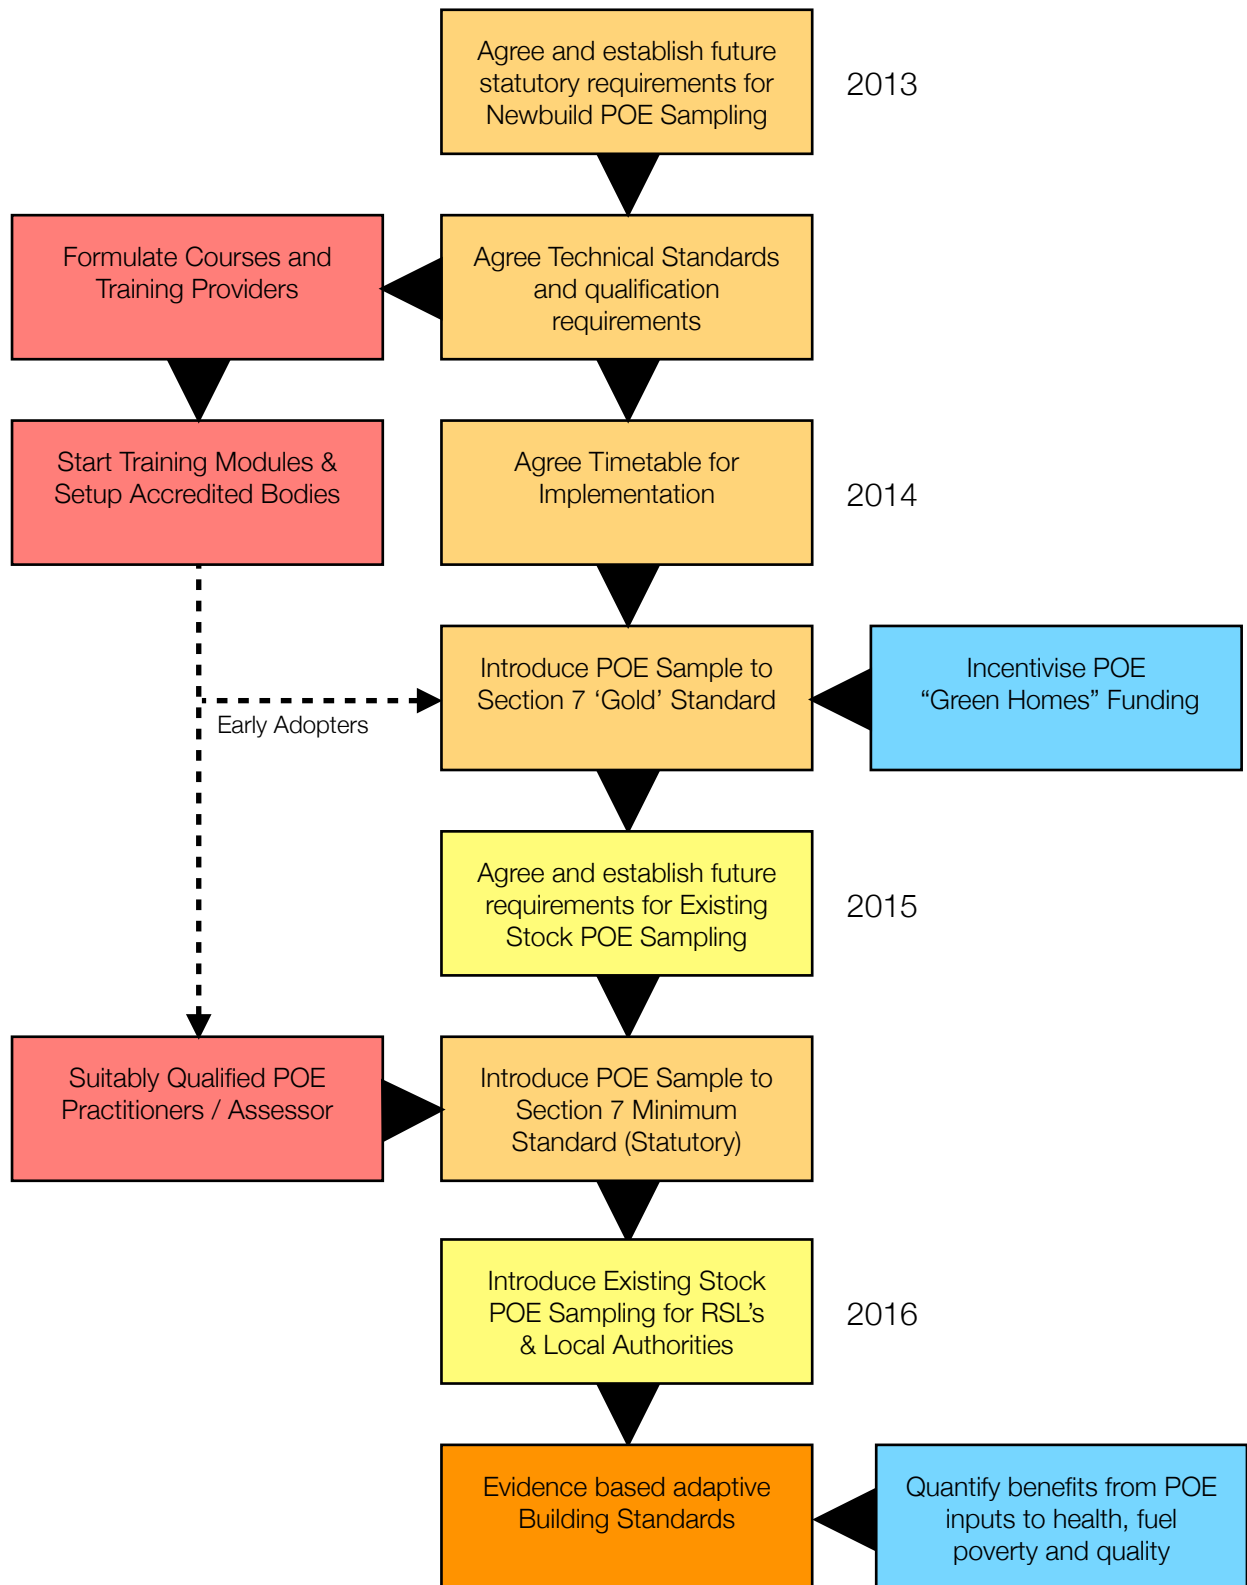 Agree and establish future
statutory requirements for
Newbuild POE Sampling
2013
Formulate Courses and
Training Providers
Agree Technical Standards
and qualification
requirements
Start Training Modules &
Setup Accredited Bodies
Agree Timetable for
Implementation
2014
Introduce POE Sample to
Section 7 ‘Gold’ Standard
Incentivise POE
“Green Homes” Funding
Early Adopters
Agree and establish future
requirements for Existing
Stock POE Sampling
2015
Suitably Qualified POE
Practitioners / Assessor
Introduce POE Sample to
Section 7 Minimum
Standard (Statutory)
Introduce Existing Stock
POE Sampling for RSL’s
& Local Authorities
2016
Evidence based adaptive
Building Standards
Quantify benefits from POE
inputs to health, fuel
poverty and quality